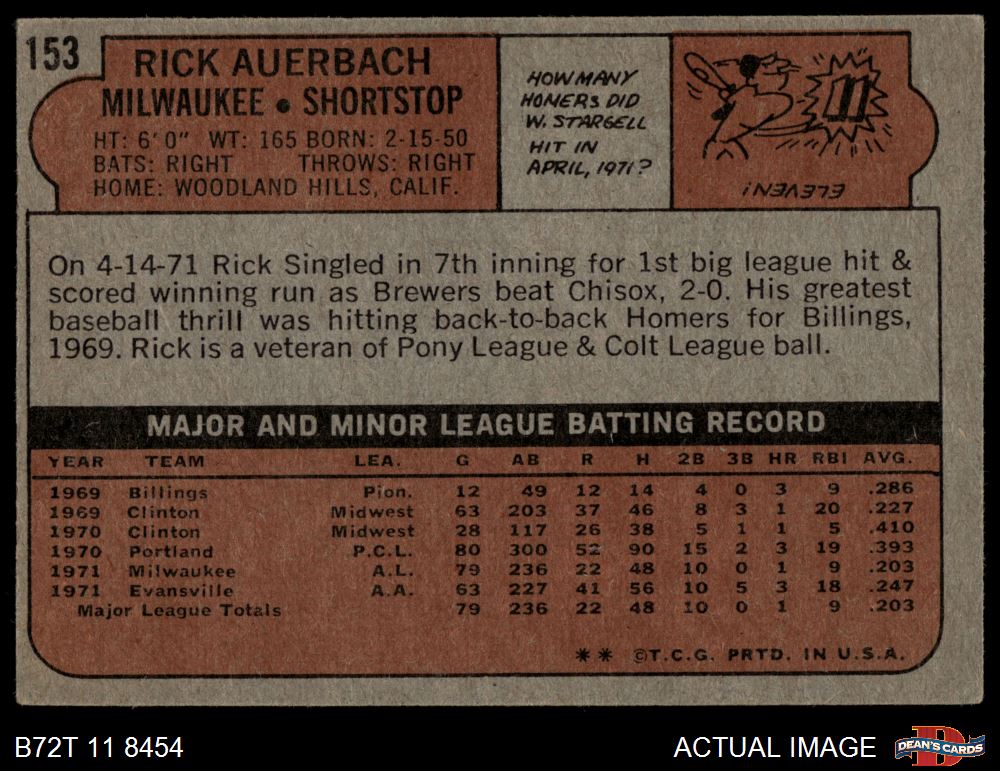 153
RICK AUERBACH
MILWAUKEE • SHORTSTOP
HT: 6'0" WT: 165 BORN: 2-15-50
BATS: RIGHT THROWS: RIGHT
HOME: WOODLAND HILLS, CALIF.
HOW MANY
HOMERS DID
W. STARGELL
HIT IN
APRIL, 1971?
11
ELEVEN!
On 4-14-71 Rick Singled in 7th inning for 1st big league hit &
scored winning run as Brewers beat Chisox, 2-0. His greatest
baseball thrill was hitting back-to-back Homers for Billings,
1969. Rick is a veteran of Pony League & Colt League ball.
MAJOR AND MINOR LEAGUE BATTING RECORD
YEAR TEAM LEA. G AB R H 2B 3B HR RBI AVG.
1969 Billings Pion. 12 49 12 14 4 0 3 9 .286
1969 Clinton Midwest 63 203 37 46 8 3 1 20 .227
1970 Clinton Midwest 28 117 26 38 5 1 1 5 .410
1970 Portland P.C.L. 80 300 52 90 15 2 3 19 .393
1971 Milwaukee A.L. 79 236 22 48 10 0 1 9 .203
1971 Evansville A.A. 63 227 41 56 10 5 3 18 .247
Major League Totals 79 236 22 48 10 0 1 9 .203
** ©T.C.G. PRTD. IN U.S.A.
B72T 11 8454
ACTUAL IMAGE
D
DEAN'S CARDS